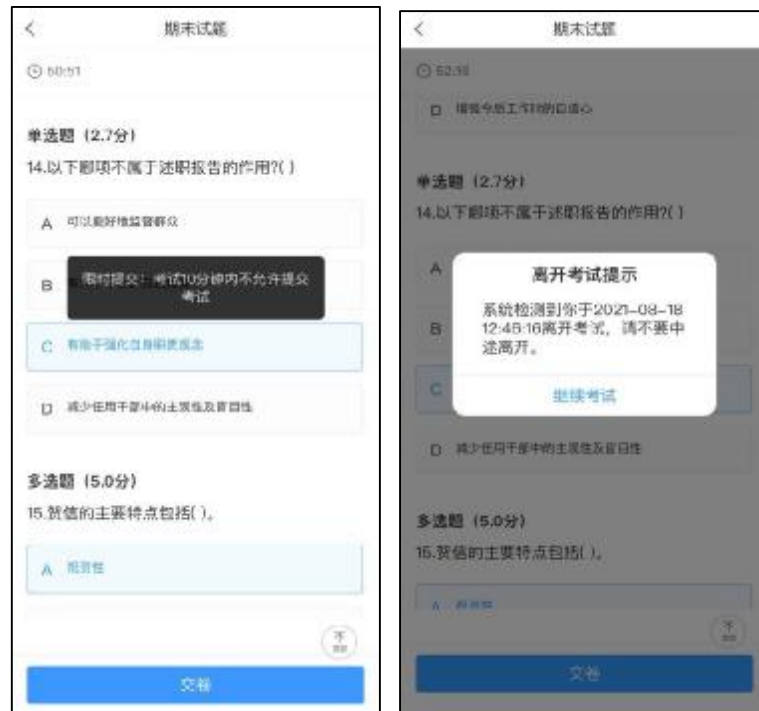 期末试题
50:51
单选题（2.7分）
14.以下哪项不属于述职报告的作用?( )
A 可以更好地监督群众
B
限时提交：考试10分钟内不允许提交
考试
C 有助于强化自身职责观念
D 减少任用干部中的主观性及盲目性
多选题（5.0分）
15.贺信的主要特点包括( )。
A 祝贺性
交卷
期末试题
D 增强今后工作时的自信心
单选题（2.7分）
14.以下哪项不属于述职报告的作用?( )
A
离开考试提示
系统检测到你于2021-08-18
12:48:16离开考试，请不要中
途离开。
B
继续考试
C
D 减少任用干部中的主观性及盲目性
多选题（5.0分）
15.贺信的主要特点包括( )。
交卷